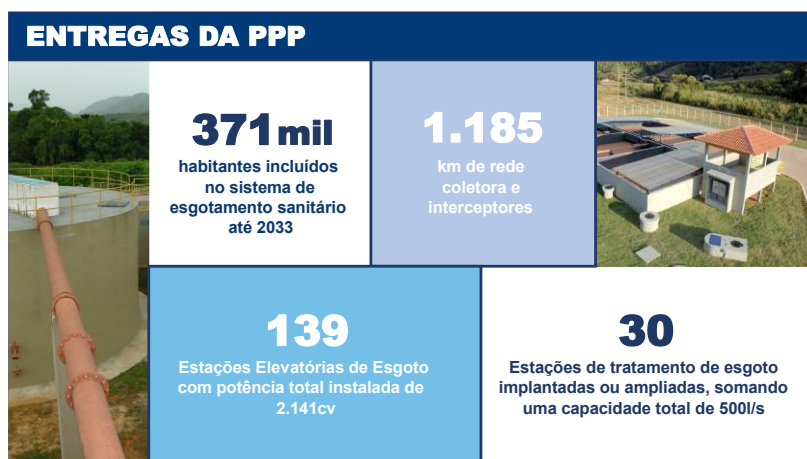 ENTREGAS DA PPP
371 mil
habitantes incluídos
no sistema de
esgotamento sanitário
até 2033
1.185
km de rede
coletora e
interceptores
139
Estações Elevatórias de Esgoto
com potência total instalada de
2.141cv
30
Estações de tratamento de esgoto
implantadas ou ampliadas, somando
uma capacidade total de 500l/s